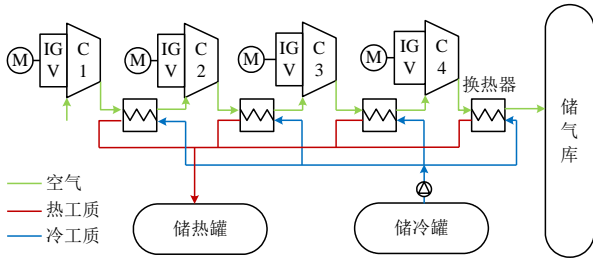 M IG V C 1
M IG V C 2
M IG V C 3
M IG V C 4
换热器
储气库
空气
热工质
冷工质
储热罐
储冷罐